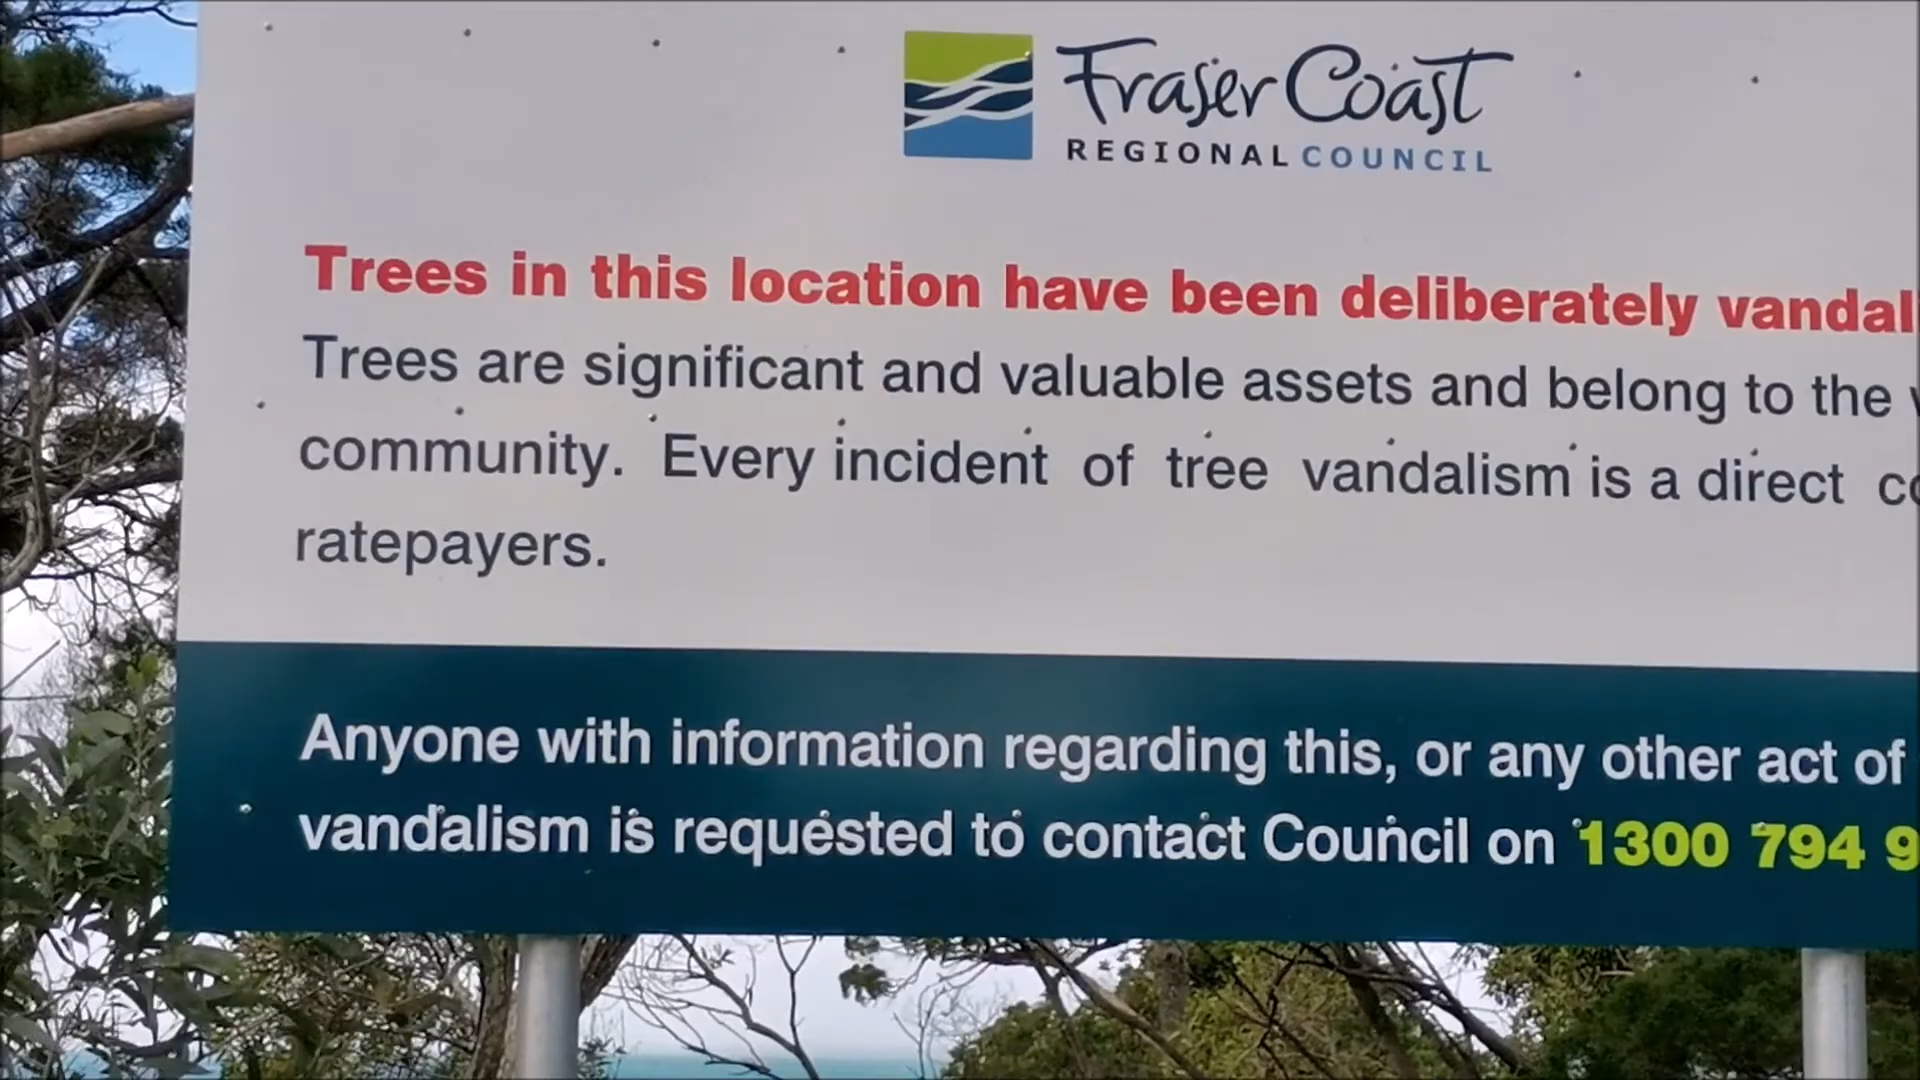 Fraser Coast
REGIONAL COUNCIL
Trees in this location have been deliberately vandal
Trees are significant and valuable assets and belong to the
community. Every incident of tree vandalism is a direct
ratepayers.
Anyone with information regarding this, or any other act of
vandalism is requested to contact Council on 1300 794 9